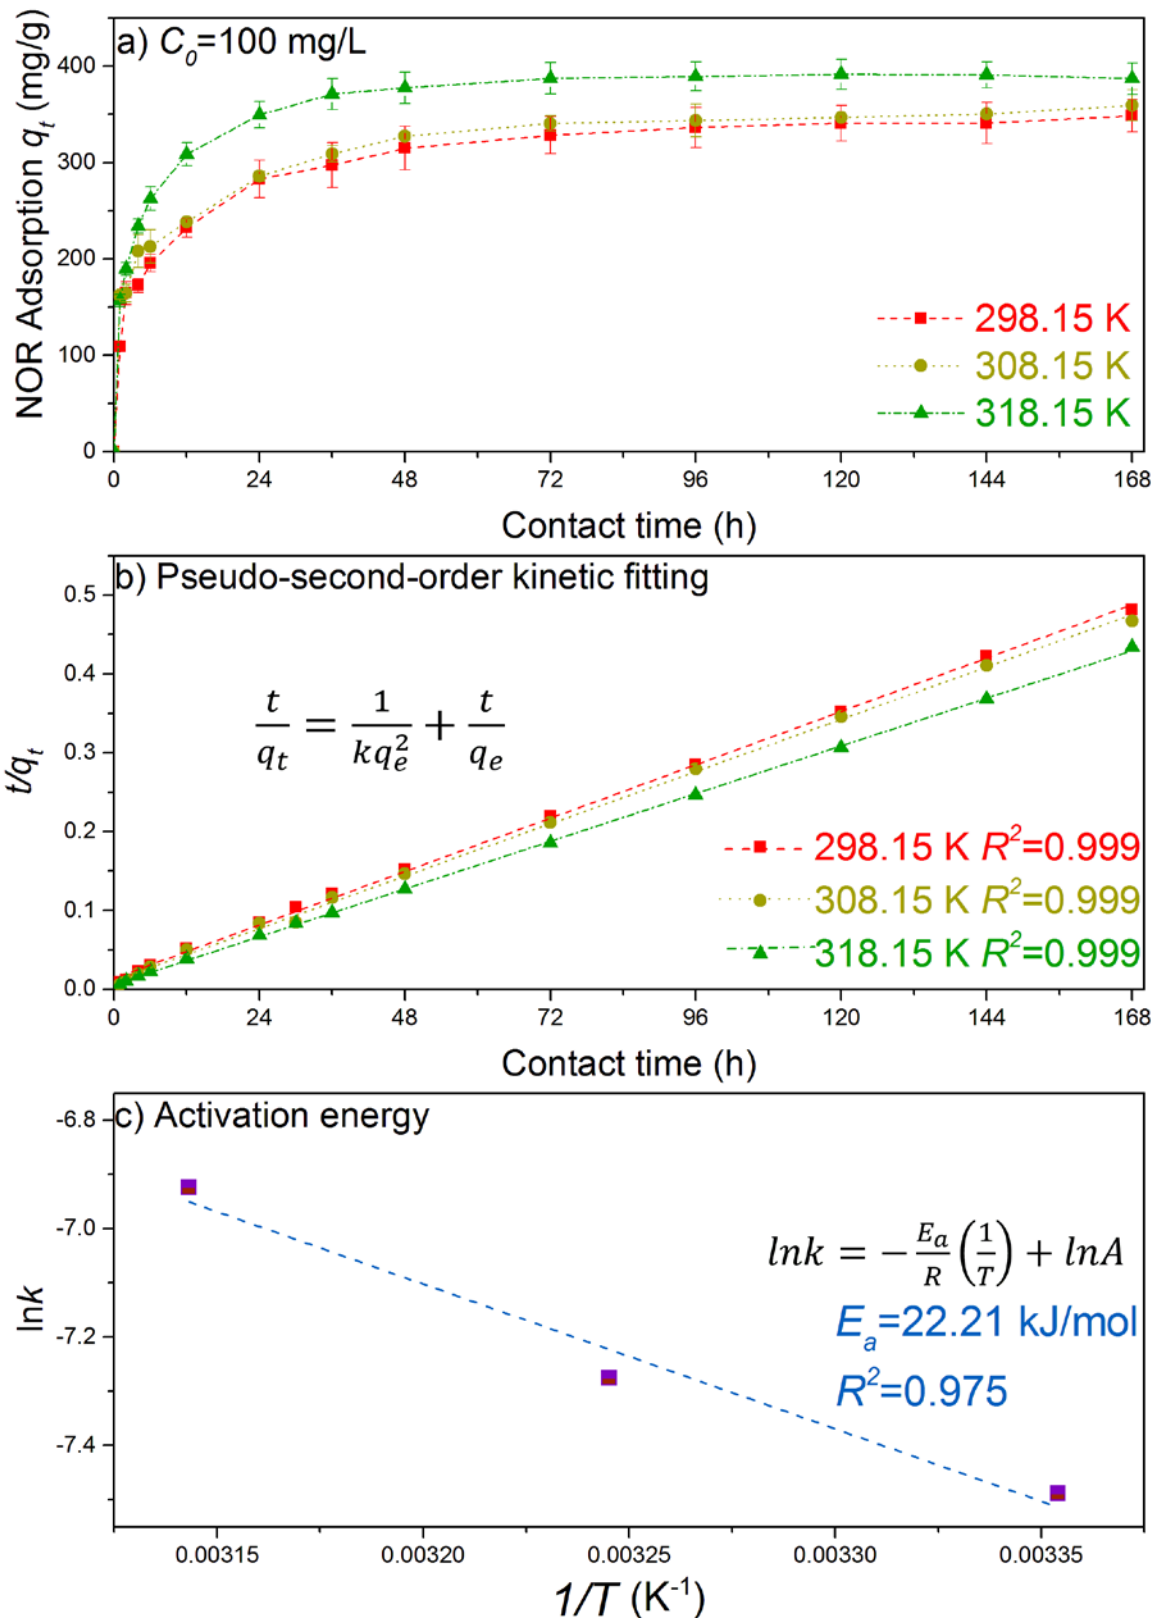 a) C0=100 mg/L
NOR Adsorption qt (mg/g)
400
300
200
100
0
298.15 K
308.15 K
318.15 K
0 24 48 72 96 120 144 168
Contact time (h)
b) Pseudo-second-order kinetic fitting
t/qt
0.5
0.4
0.3
0.2
0.1
0.0
t/qt = 1/kqe² + t/qe
298.15 K R²=0.999
308.15 K R²=0.999
318.15 K R²=0.999
0 24 48 72 96 120 144 168
Contact time (h)
c) Activation energy
lnk
-6.8
-7.0
-7.2
-7.4
lnk = − Ea/R (1/T) + lnA
Ea=22.21 kJ/mol
R²=0.975
0.00315 0.00320 0.00325 0.00330 0.00335
1/T (K⁻¹)